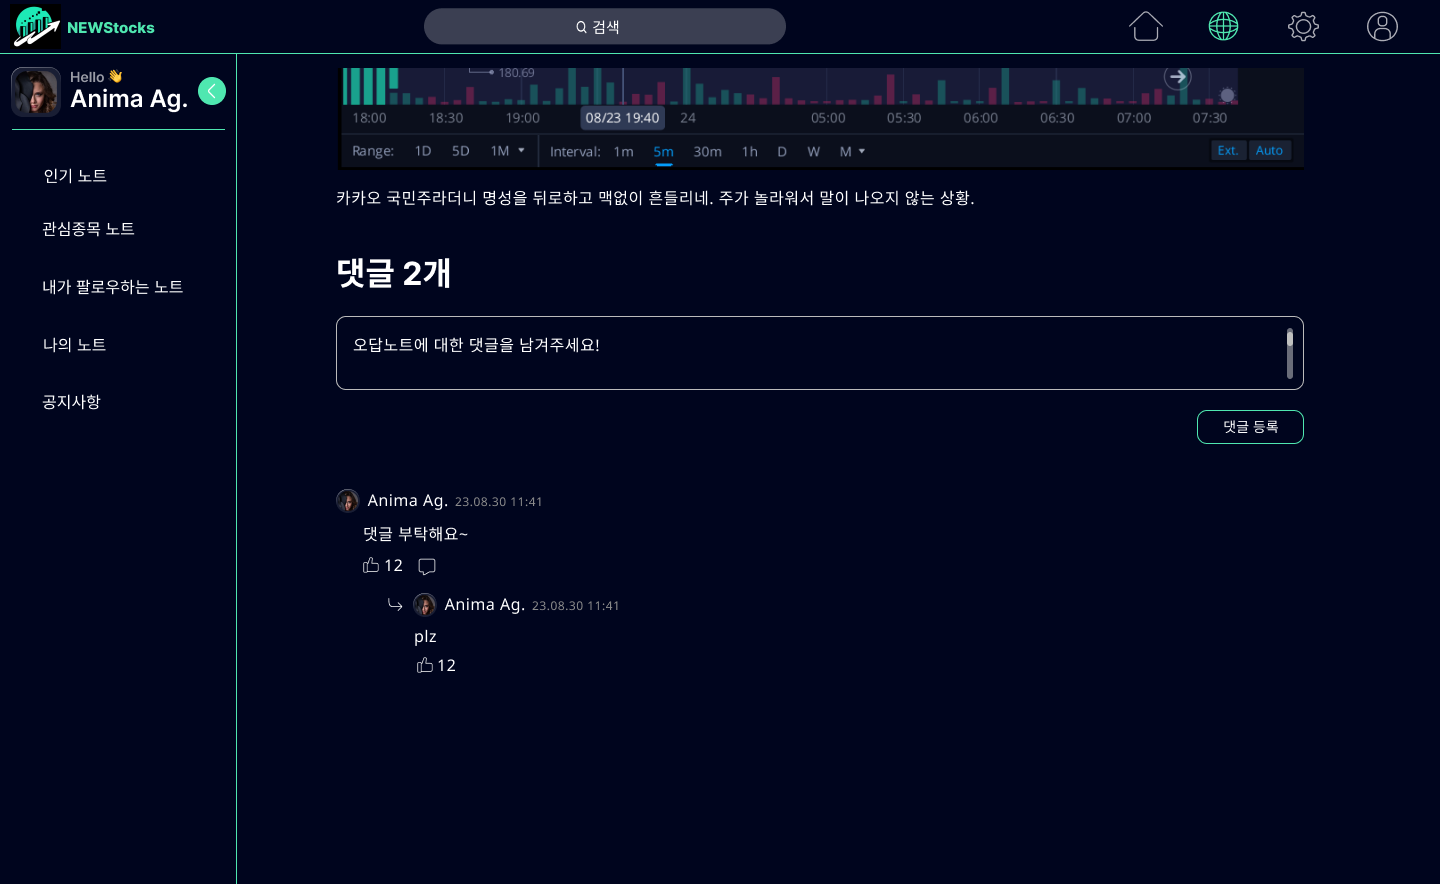 NEWStocks
검색
Hello 👋
Anima Ag.
인기 노트
관심종목 노트
내가 팔로우하는 노트
나의 노트
공지사항
180.69
18:00 18:30 19:00 08/23 19:40 24 05:00 05:30 06:00 06:30 07:00 07:30
Range: 1D 5D 1M Interval: 1m 5m 30m 1h D W M Ext. Auto
카카오 국민주라더니 명성을 뒤로하고 맥없이 흔들리네. 주가 놀라워서 말이 나오지 않는 상황.
댓글 2개
오답노트에 대한 댓글을 남겨주세요!
댓글 등록
Anima Ag. 23.08.30 11:41
댓글 부탁해요~
12
Anima Ag. 23.08.30 11:41
plz
12